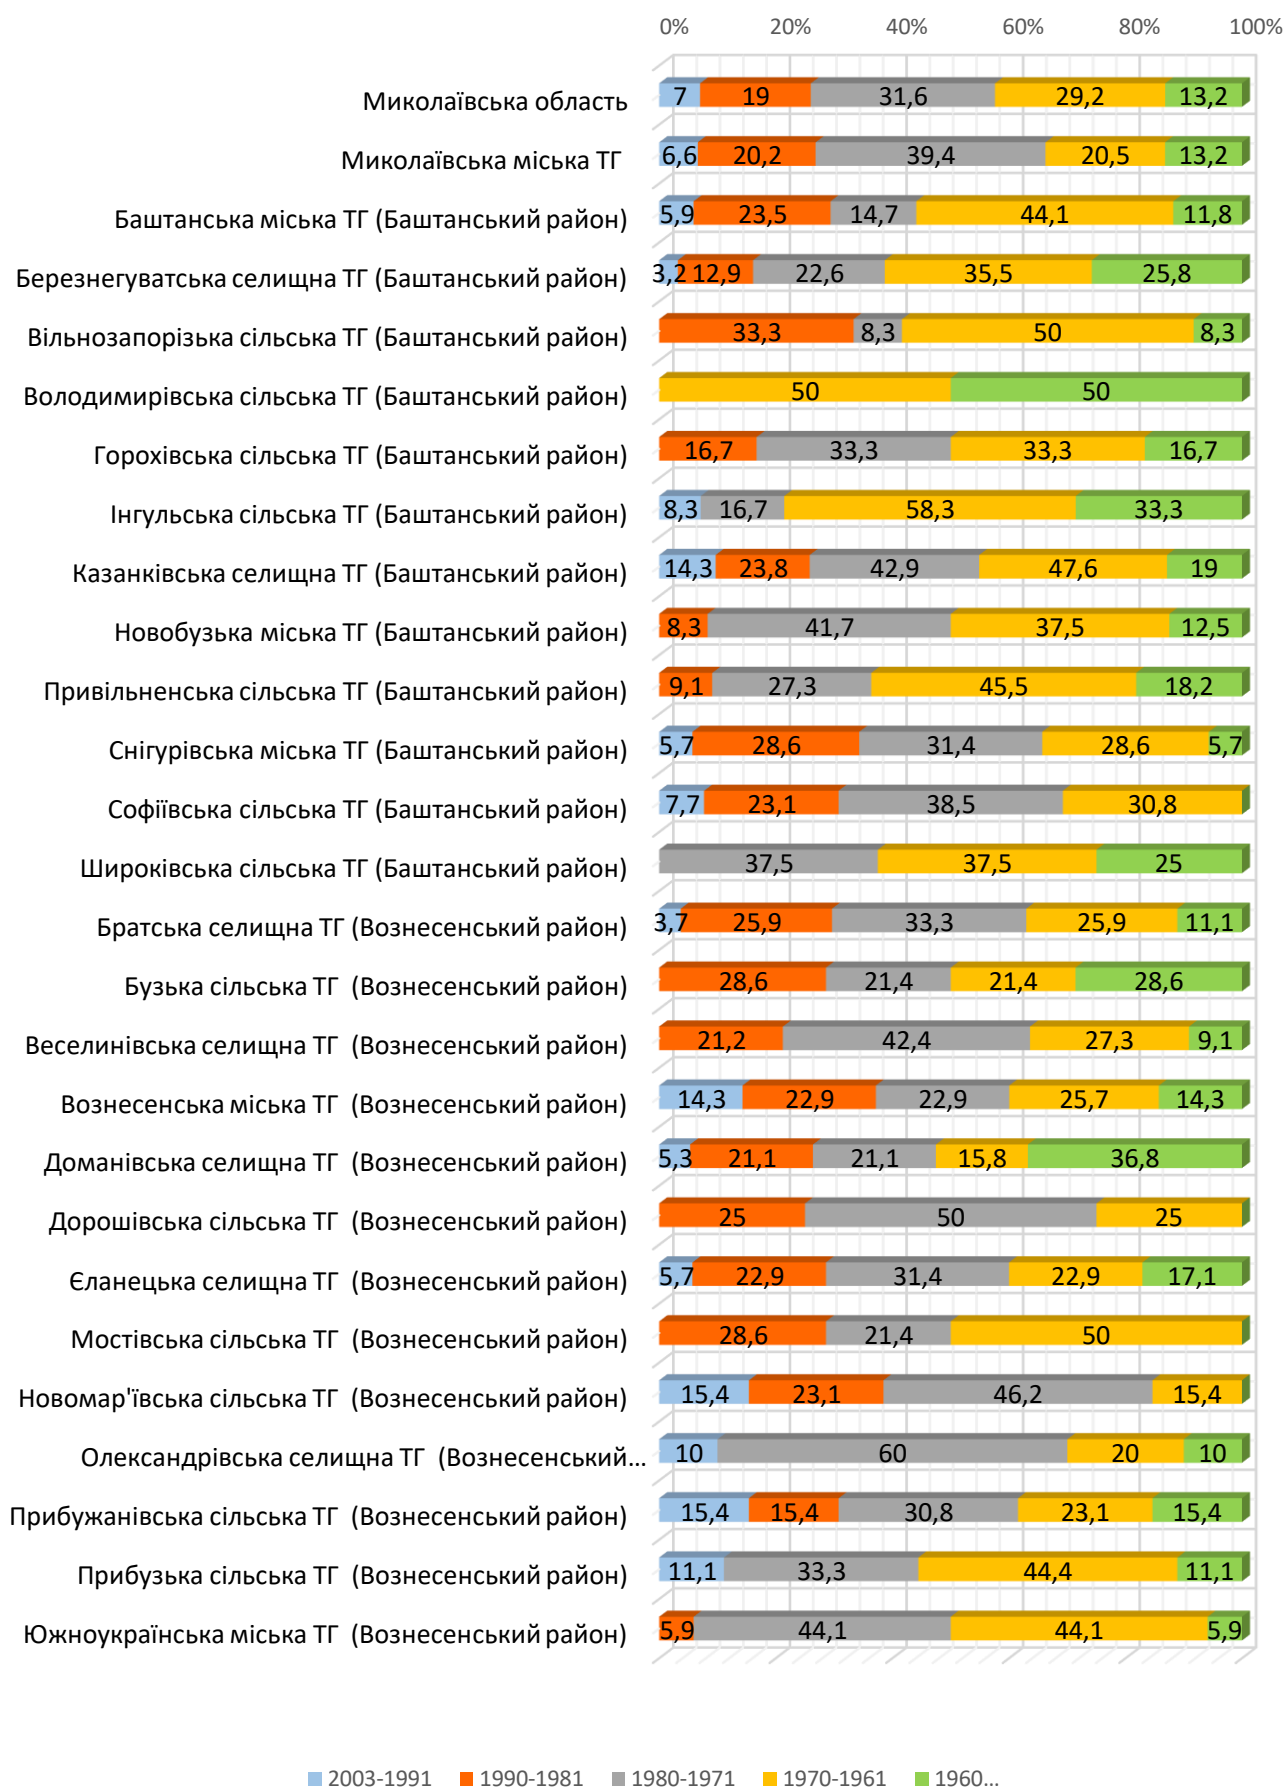 0% 20% 40% 60% 80% 100%
Миколаївська область 7 19 31,6 29,2 13,2
Миколаївська міська ТГ 6,6 20,2 39,4 20,5 13,2
Баштанська міська ТГ (Баштанський район) 5,9 23,5 14,7 44,1 11,8
Березнегуватська селищна ТГ (Баштанський район) 3,2 12,9 22,6 35,5 25,8
Вільнозапорізька сільська ТГ (Баштанський район) 33,3 8,3 50 8,3
Володимирівська сільська ТГ (Баштанський район) 50 50
Горохівська сільська ТГ (Баштанський район) 16,7 33,3 33,3 16,7
Інгульська сільська ТГ (Баштанський район) 8,3 16,7 58,3 33,3
Казанківська селищна ТГ (Баштанський район) 14,3 23,8 42,9 47,6 19
Новобузька міська ТГ (Баштанський район) 8,3 41,7 37,5 12,5
Привільненська сільська ТГ (Баштанський район) 9,1 27,3 45,5 18,2
Снігурівська міська ТГ (Баштанський район) 5,7 28,6 31,4 28,6 5,7
Софіївська сільська ТГ (Баштанський район) 7,7 23,1 38,5 30,8
Широківська сільська ТГ (Баштанський район) 37,5 37,5 25
Братська селищна ТГ (Вознесенський район) 3,7 25,9 33,3 25,9 11,1
Бузька сільська ТГ (Вознесенський район) 28,6 21,4 21,4 28,6
Веселинівська селищна ТГ (Вознесенський район) 21,2 42,4 27,3 9,1
Вознесенська міська ТГ (Вознесенський район) 14,3 22,9 22,9 25,7 14,3
Доманівська селищна ТГ (Вознесенський район) 5,3 21,1 21,1 15,8 36,8
Дорошівська сільська ТГ (Вознесенський район) 25 50 25
Єланецька селищна ТГ (Вознесенський район) 5,7 22,9 31,4 22,9 17,1
Мостівська сільська ТГ (Вознесенський район) 28,6 21,4 50
Новомар'ївська сільська ТГ (Вознесенський район) 15,4 23,1 46,2 15,4
Олександрівська селищна ТГ (Вознесенський... 10 60 20 10
Прибужанівська сільська ТГ (Вознесенський район) 15,4 15,4 30,8 23,1 15,4
Прибузька сільська ТГ (Вознесенський район) 11,1 33,3 44,4 11,1
Южноукраїнська міська ТГ (Вознесенський район) 5,9 44,1 44,1 5,9
2003-1991 1990-1981 1980-1971 1970-1961 1960...